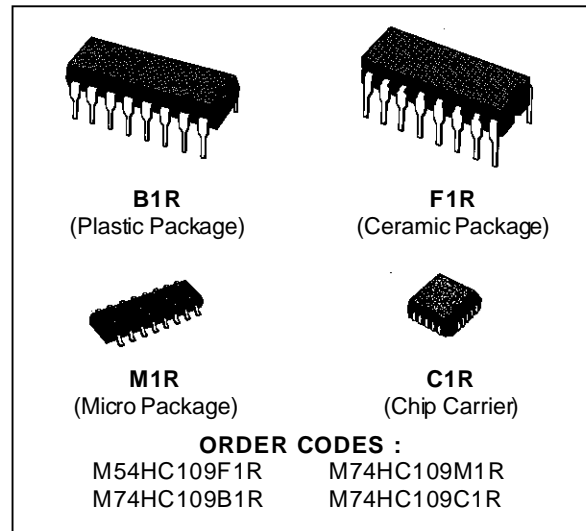 B1R
(Plastic Package)
F1R
(Ceramic Package)
M1R
(Micro Package)
C1R
(Chip Carrier)
ORDER CODES :
M54HC109F1R M74HC109M1R
M74HC109B1R M74HC109C1R